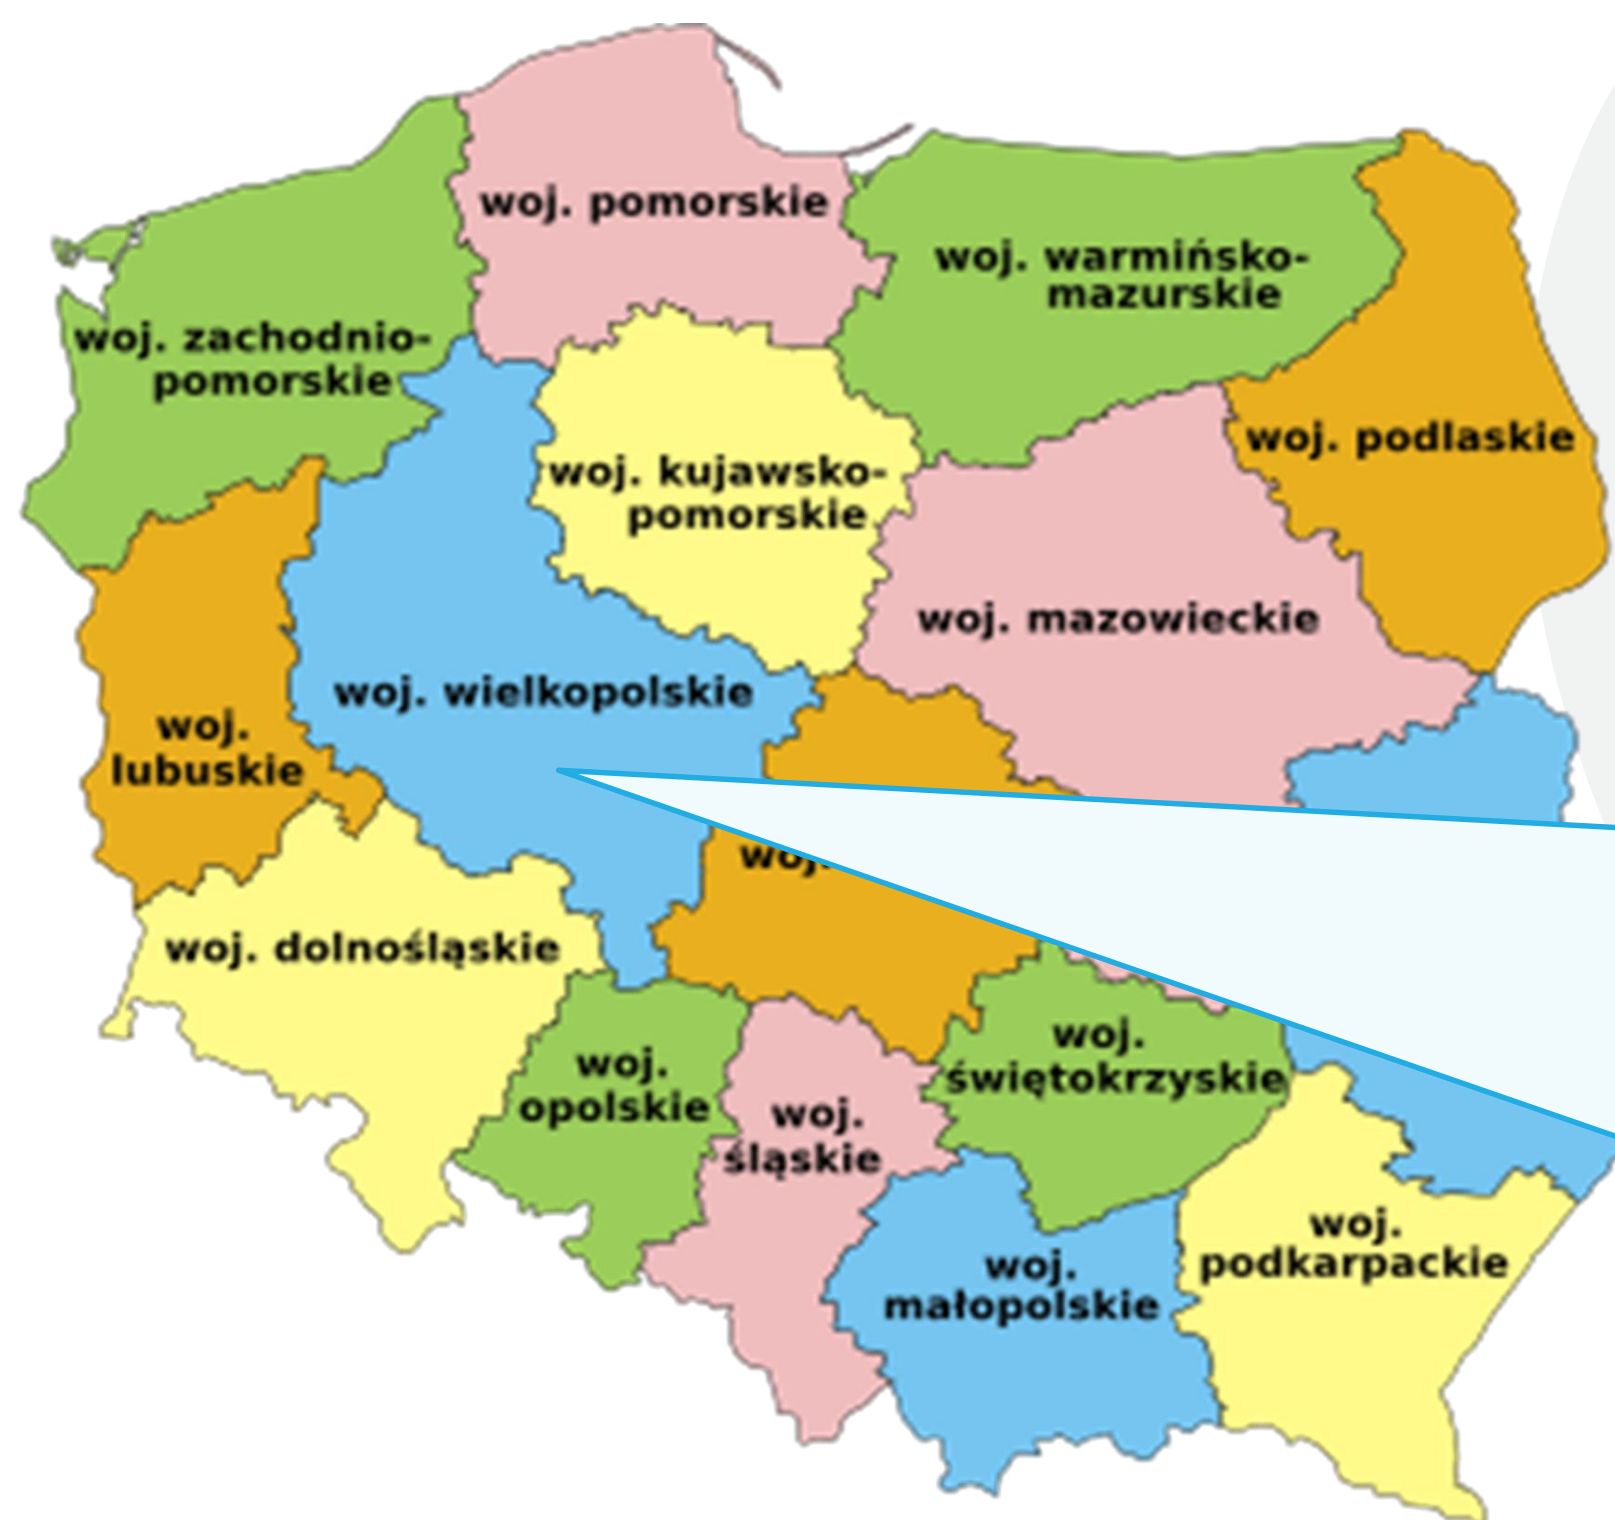 woj. pomorskie
woj. warmińsko-
mazurskie
woj. zachodnio-
pomorskie
woj. podlaskie
woj. kujawsko-
pomorskie
woj. mazowieckie
woj. wielkopolskie
woj.
lubuskie
woj.
woj. dolnośląskie
woj.
świętokrzyskie
woj.
opolskie
woj.
śląskie
woj.
podkarpackie
woj.
małopolskie